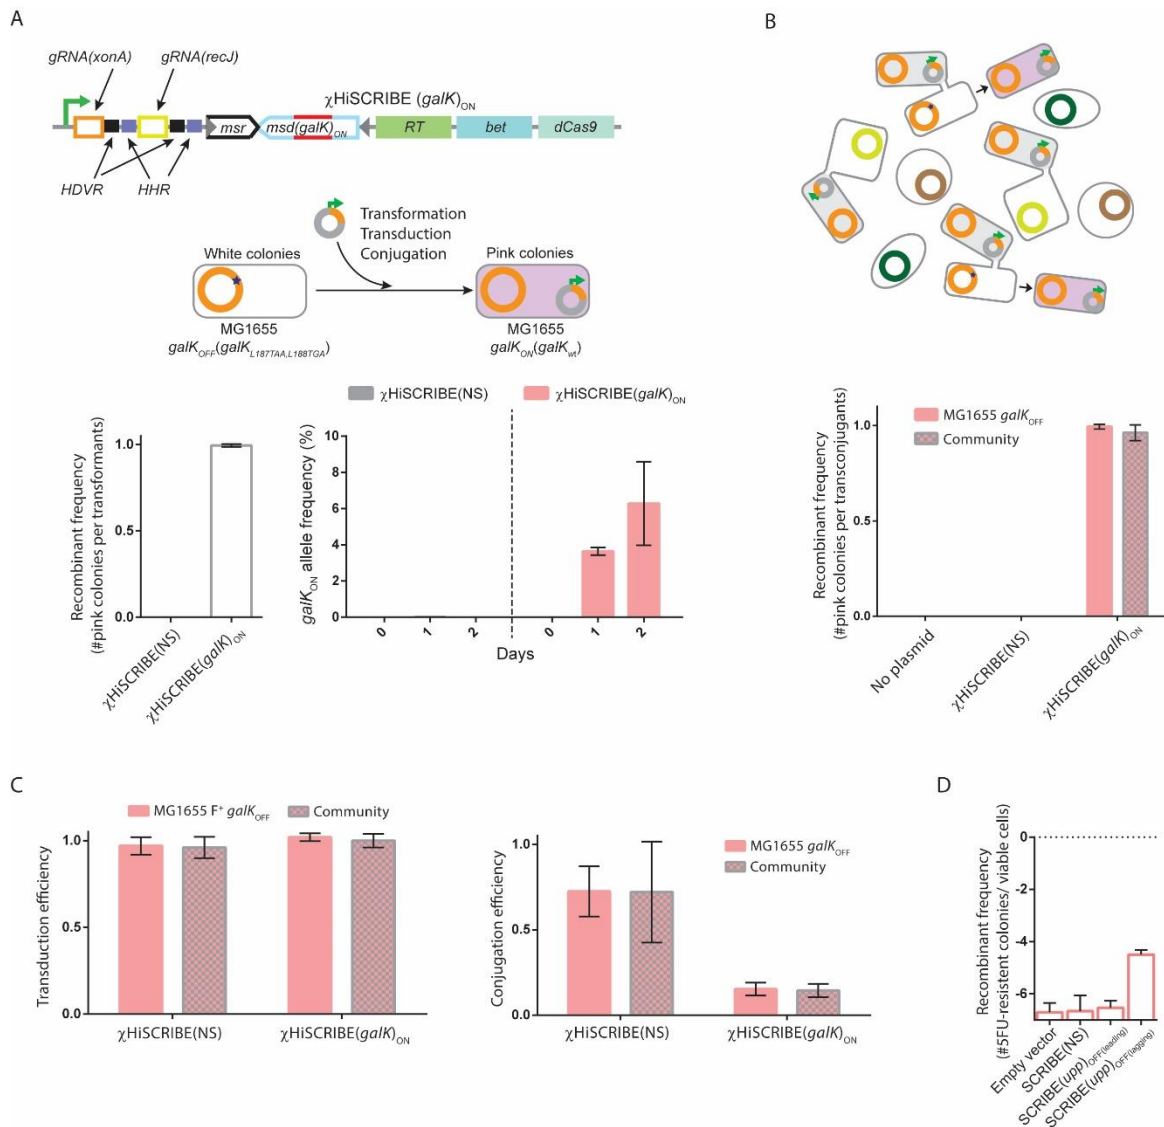 A
gRNA(xonA)
gRNA(recJ)
χHiSCRIBE (galK)ON
msr
msd(galK)ON
RT
bet
dCas9
HDVR
HHR
Transformation
Transduction
Conjugation
White colonies
Pink colonies
MG1655
galKOFF(galKL187TAA,L188TGA)
MG1655
galKON(galKwt)
Recombinant frequency
(#pink colonies per transformants)
1.0
0.5
0.0
χHiSCRIBE(NS)
χHiSCRIBE(galK)ON
χHiSCRIBE(NS)
χHiSCRIBE(galK)ON
galKON allele frequency (%)
10
8
6
4
2
0
0
1
2
0
1
2
Days
B
MG1655 galKOFF
Community
Recombinant frequency
(#pink colonies per transconjugants)
1.0
0.5
0.0
No plasmid
χHiSCRIBE(NS)
χHiSCRIBE(galK)ON
C
MG1655 F+ galKOFF
Community
Transduction efficiency
1.0
0.5
0.0
χHiSCRIBE(NS)
χHiSCRIBE(galK)ON
MG1655 galKOFF
Community
Conjugation efficiency
1.0
0.5
0.0
χHiSCRIBE(NS)
χHiSCRIBE(galK)ON
D
Recombinant frequency
(#5FU-resistent colonies/ viable cells)
0
-2
-4
-6
Empty vector
SCRIBE(NS)
SCRIBE(upp)OFF(leading)
SCRIBE(upp)OFF(lagging)